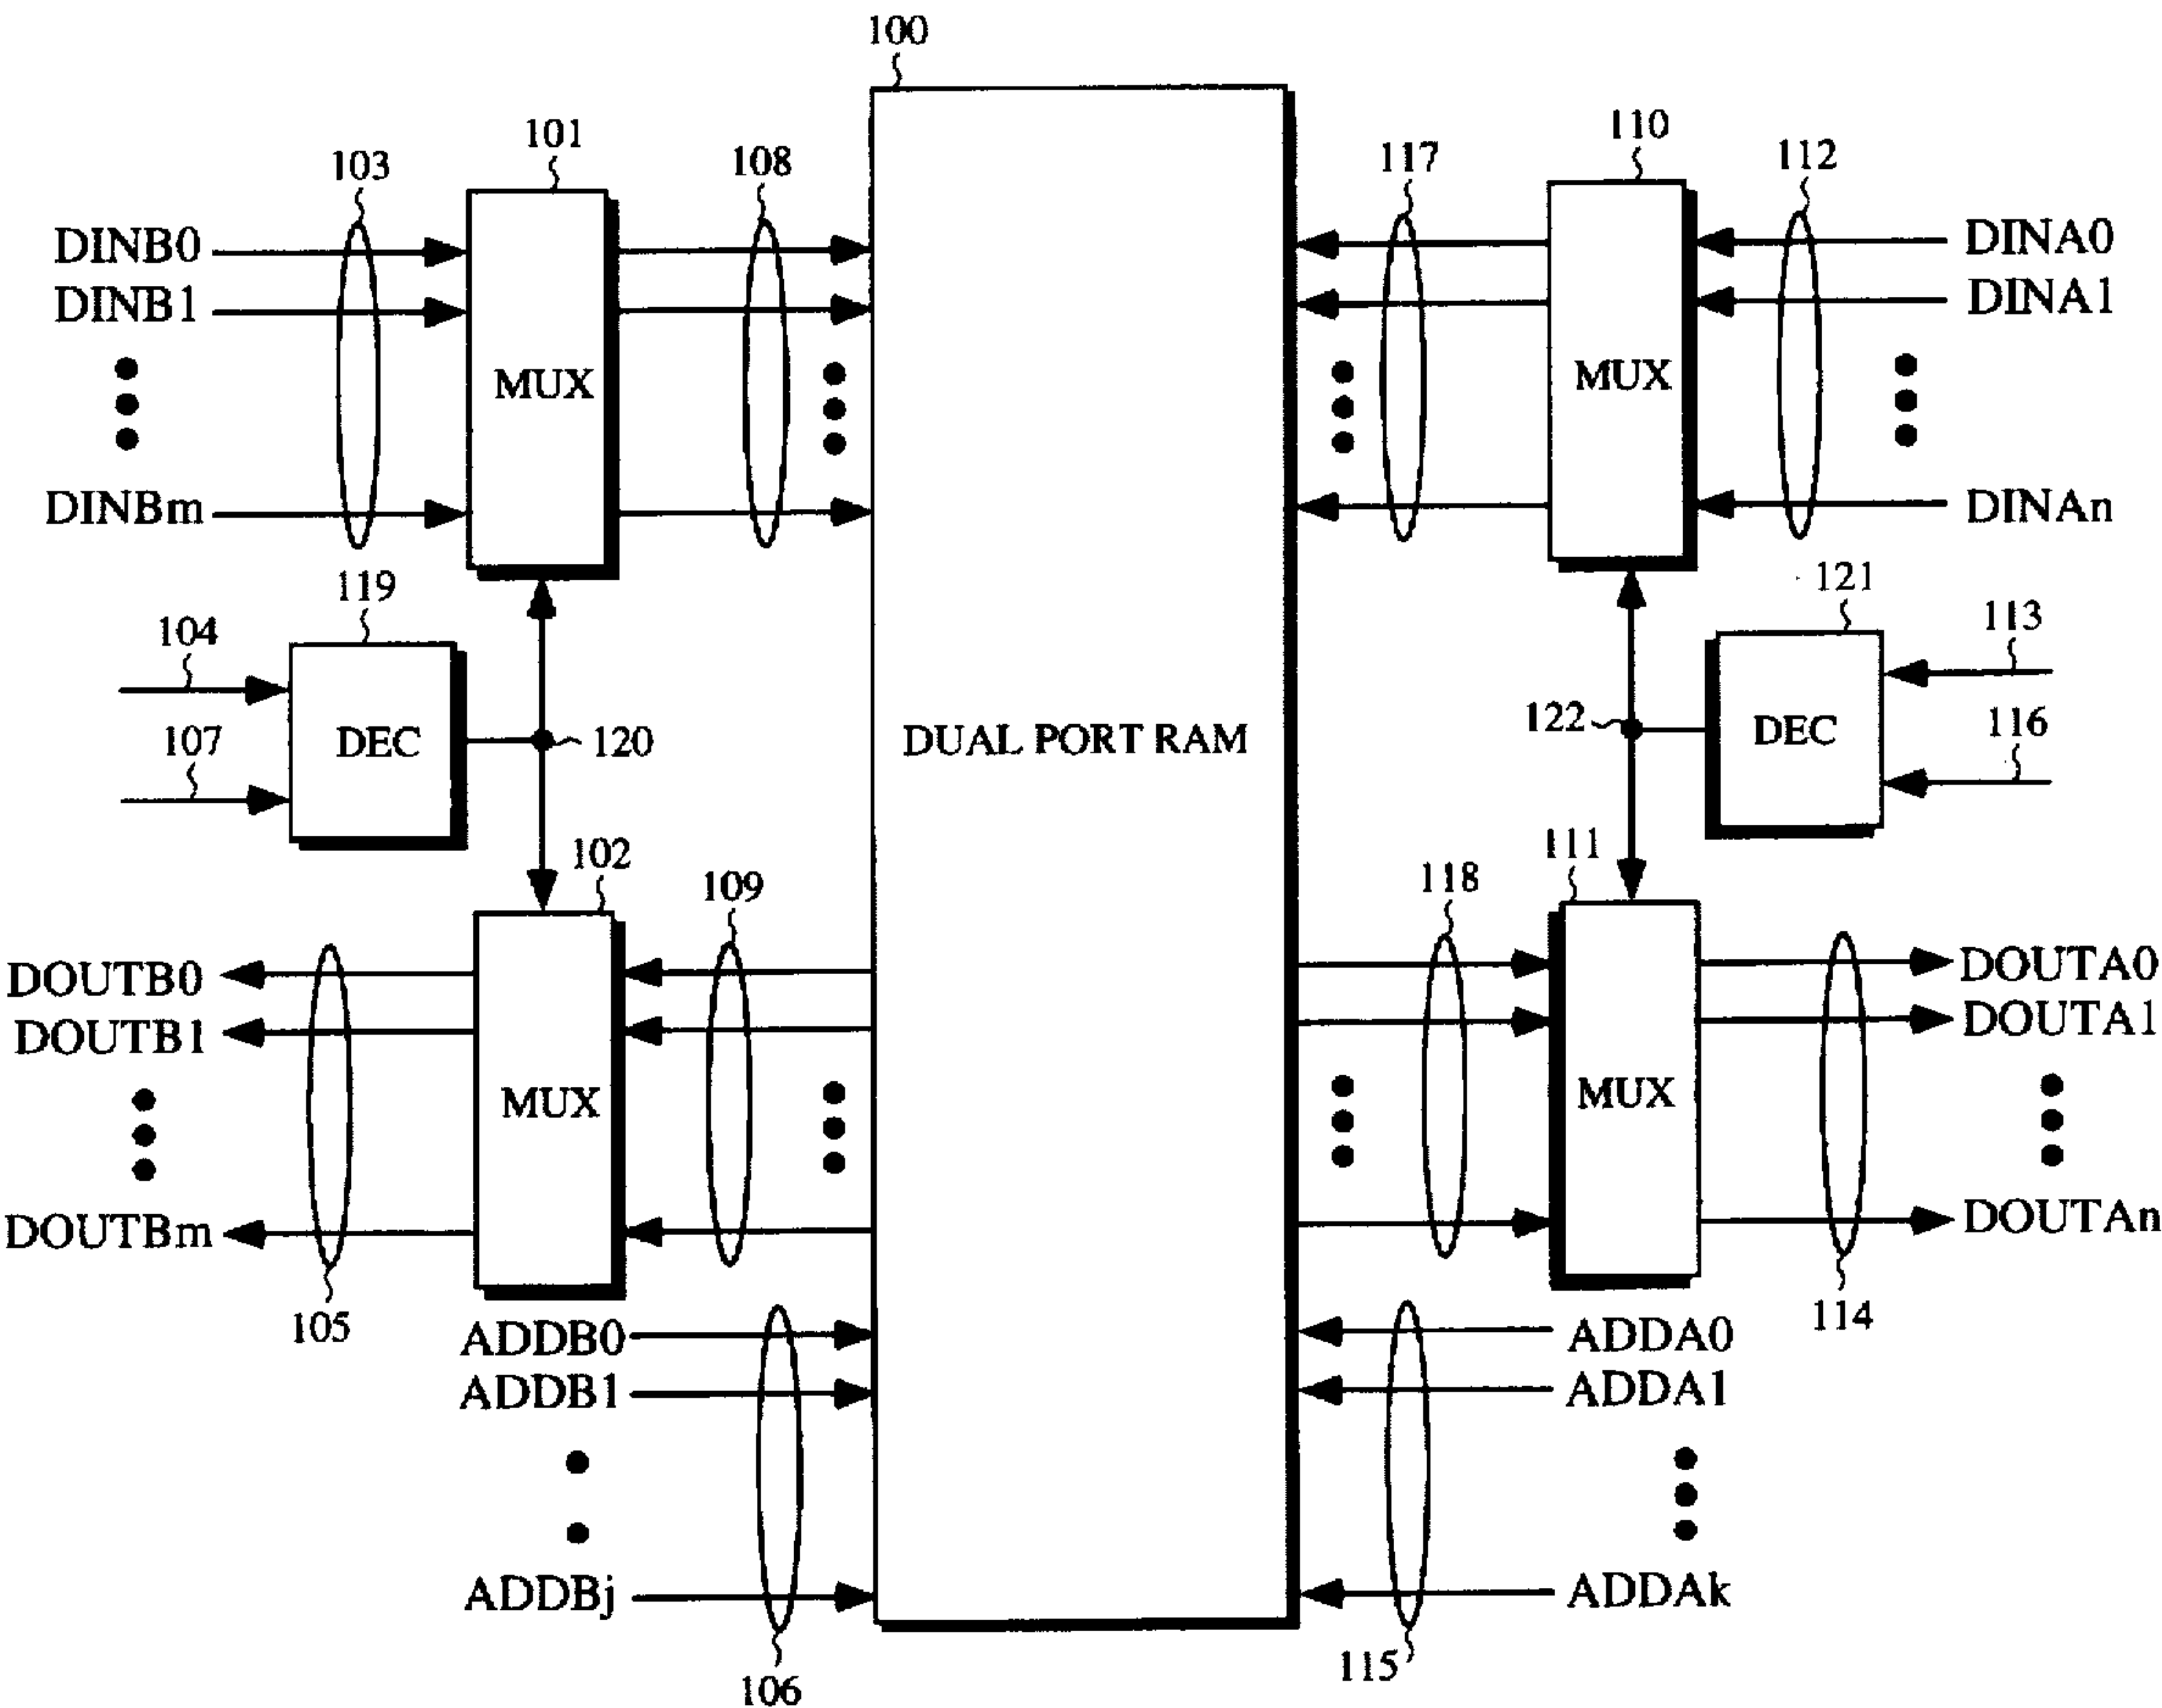 100
101
110
103
108
117
112
DINB0
DINA0
DINB1
DINA1
MUX
MUX
DINBm
DINAn
119
121
104
113
DEC
120
DUAL PORT RAM
122
DEC
107
116
102
111
109
118
DOUTB0
DOUTA0
DOUTB1
DOUTA1
MUX
MUX
DOUTBm
DOUTAn
105
114
ADDB0
ADDA0
ADDB1
ADDA1
ADDBj
ADDAk
106
115